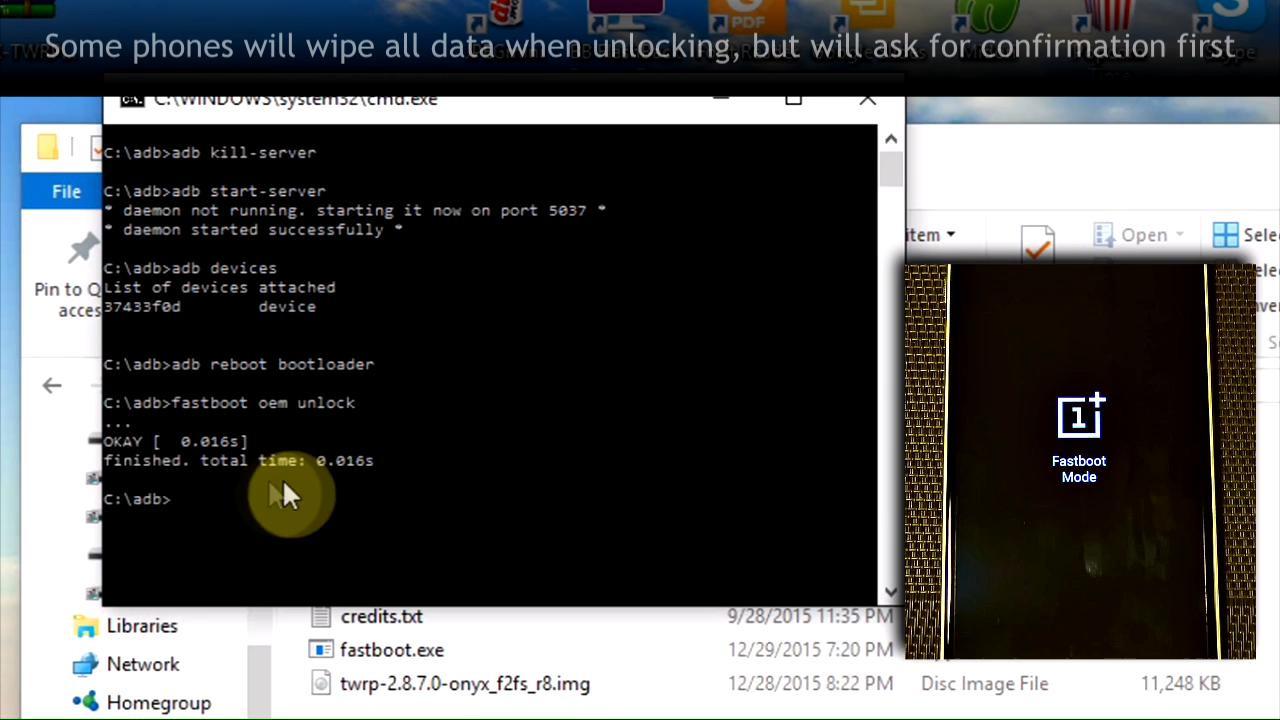 Some phones will wipe all data when unlocking, but will ask for confirmation first
C:\WINDOWS\system32\cmd.exe
C:\adb>adb kill-server
C:\adb>adb start-server
* daemon not running. starting it now on port 5037 *
* daemon started successfully *
C:\adb>adb devices
List of devices attached
37433f0d device
C:\adb>adb reboot bootloader
C:\adb>fastboot oem unlock
...
OKAY [ 0.016s]
finished. total time: 0.016s
C:\adb>
File
Pin to Q
acces
item
Open
Selec
1+
Fastboot
Mode
Libraries
Network
Homegroup
credits.txt 9/28/2015 11:35 PM
fastboot.exe 12/29/2015 7:20 PM
twrp-2.8.7.0-onyx_f2fs_r8.img 12/28/2015 8:22 PM Disc Image File 11,248 KB
PDF